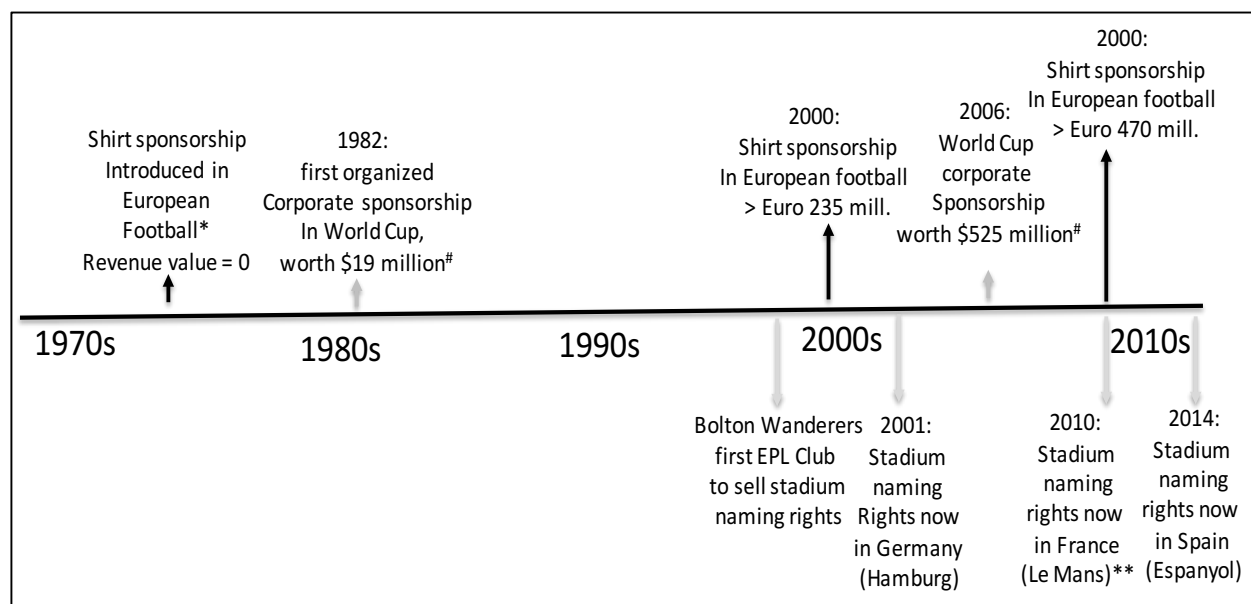 Shirt sponsorship
Introduced in
European
Football*
Revenue value = 0
1982:
first organized
Corporate sponsorship
In World Cup,
worth $19 million#
2000:
Shirt sponsorship
In European football
> Euro 235 mill.
2006:
World Cup
corporate
Sponsorship
worth $525 million#
2000:
Shirt sponsorship
In European football
> Euro 470 mill.
1970s
1980s
1990s
2000s
2010s
Bolton Wanderers
first EPL Club
to sell stadium
naming rights
2001:
Stadium
naming
Rights now
in Germany
(Hamburg)
2010:
Stadium
naming
rights now
in France
(Le Mans)**
2014:
Stadium
naming
rights now
in Spain
(Espanyol)